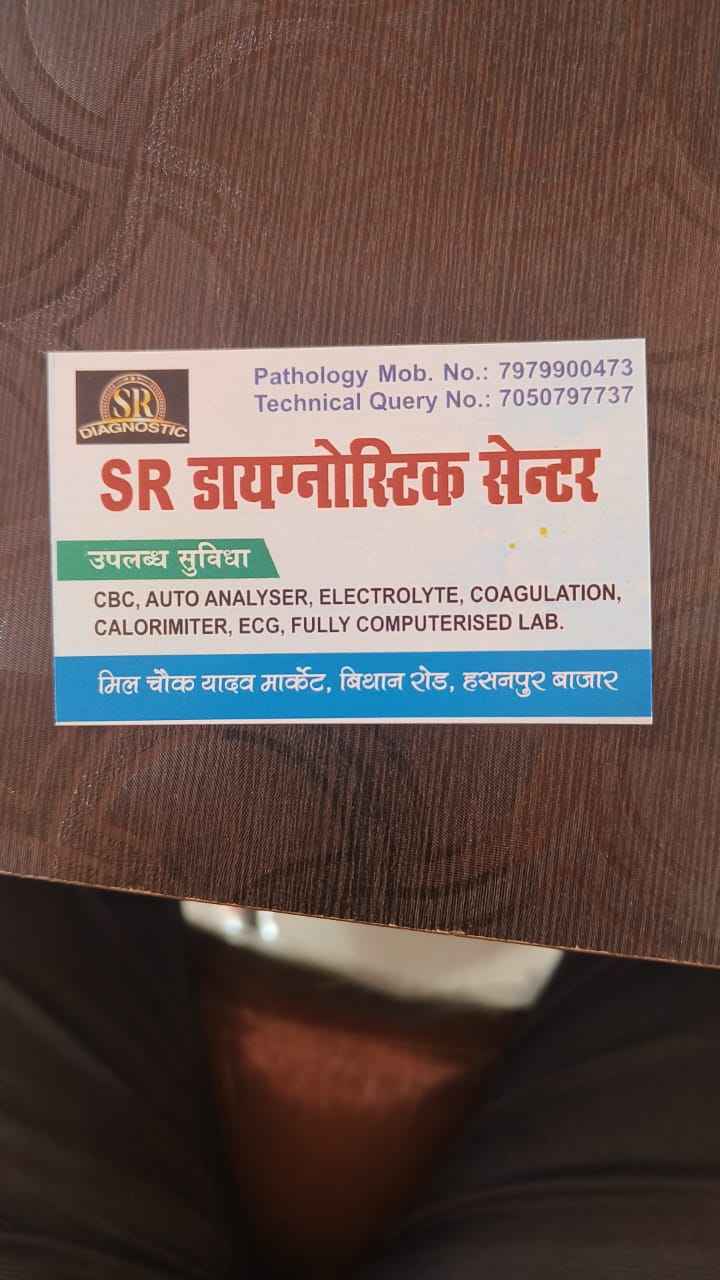 SR
DIAGNOSTIC
Pathology Mob. No.: 7979900473
Technical Query No.: 7050797737
SR डायग्नोस्टिक सेन्टर
उपलब्ध सुविधा
CBC, AUTO ANALYSER, ELECTROLYTE, COAGULATION,
CALORIMITER, ECG, FULLY COMPUTERISED LAB.
मिल चौक यादव मार्केट, बिथान रोड, हसनपुर बाजार